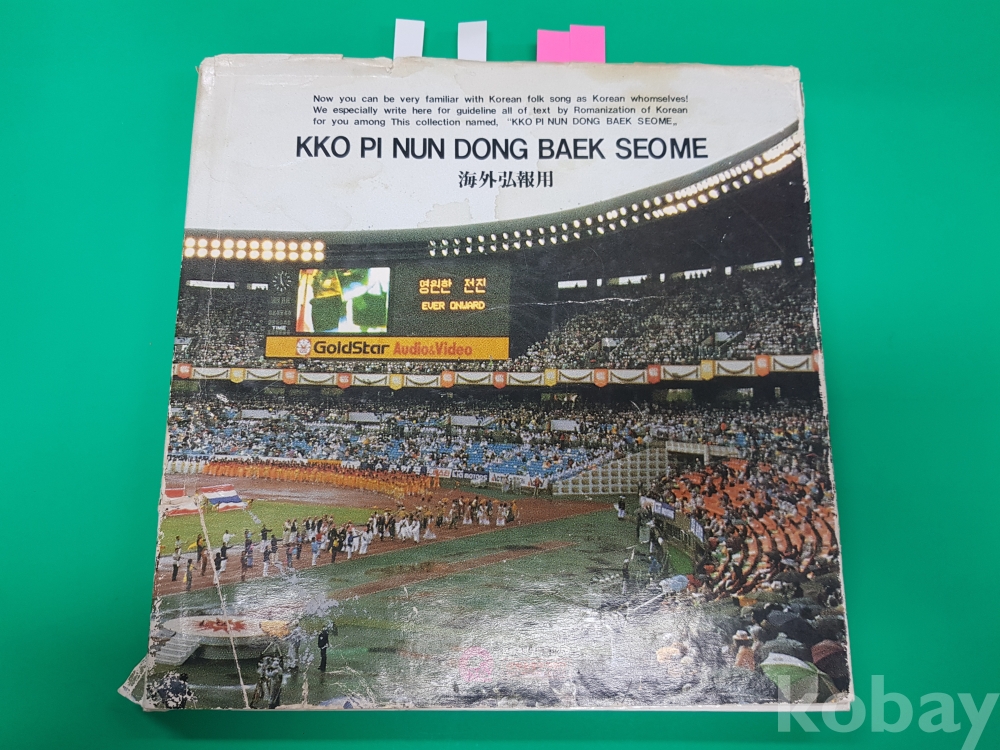 Now you can be very familiar with Korean folk song as Korean whomselves!
We especially write here for guideline all of text by Romanization of Korean
for you among This collection named, "KKO PI NUN DONG BAEK SEOME„
KKO PI NUN DONG BAEK SEOME
海外弘報用
영원한 전진
EVER ONWARD
TIME
GoldStar Audio&Video
kobay